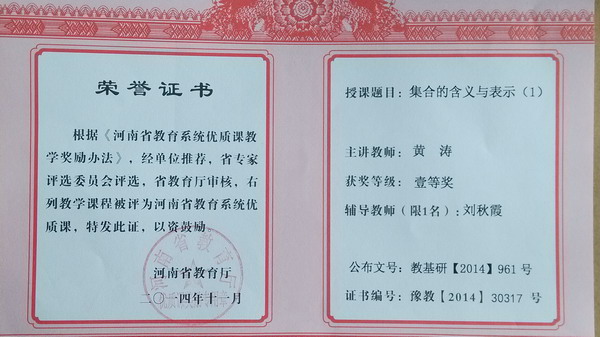 荣誉证书
根据《河南省教育系统优质课教
学奖励办法》，经单位推荐，省专家
评选委员会评选，省教育厅审核，右
列教学课程被评为河南省教育系统优
质课，特发此证，以资鼓励。
河南省教育厅
二〇一四年十一月
河南省教育厅
授课题目：集合的含义与表示（1）
主讲教师：黄 涛
获奖等级：壹等奖
辅导教师（限1名）：刘秋霞
公布文号：教基研【2014】961号
证书编号：豫教【2014】30317 号